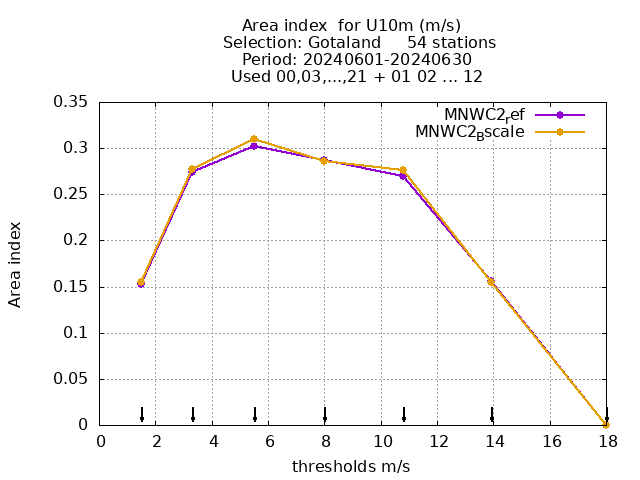 Area index  for U10m (m/s)
Selection: Gotaland     54 stations
Period: 20240601-20240630
Used 00,03,...,21 + 01 02 ... 12
MNWC2_ref
MNWC2_Bscale
0.35
0.3
0.25
0.2
0.15
0.1
0.05
0
Area index
0 2 4 6 8 10 12 14 16 18
thresholds m/s